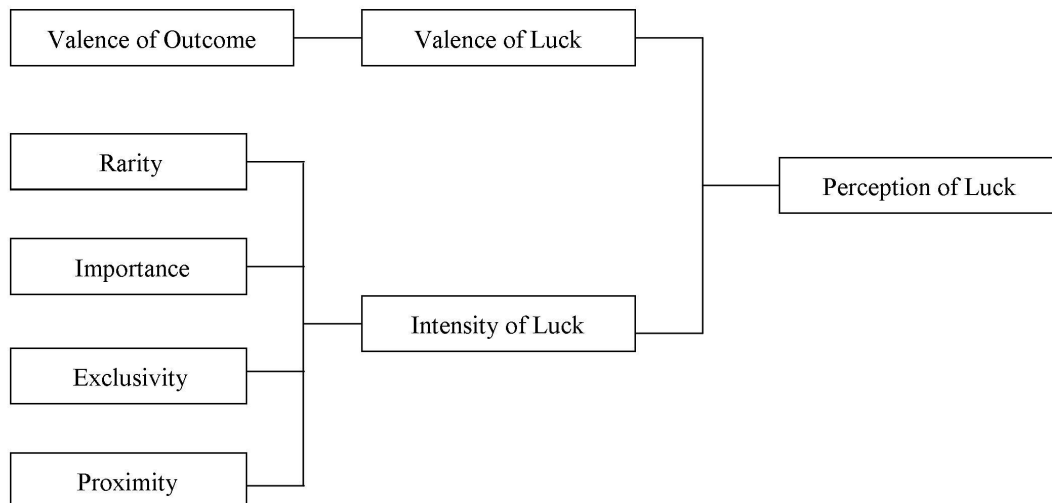 Valence of Outcome
Valence of Luck
Rarity
Perception of Luck
Importance
Intensity of Luck
Exclusivity
Proximity